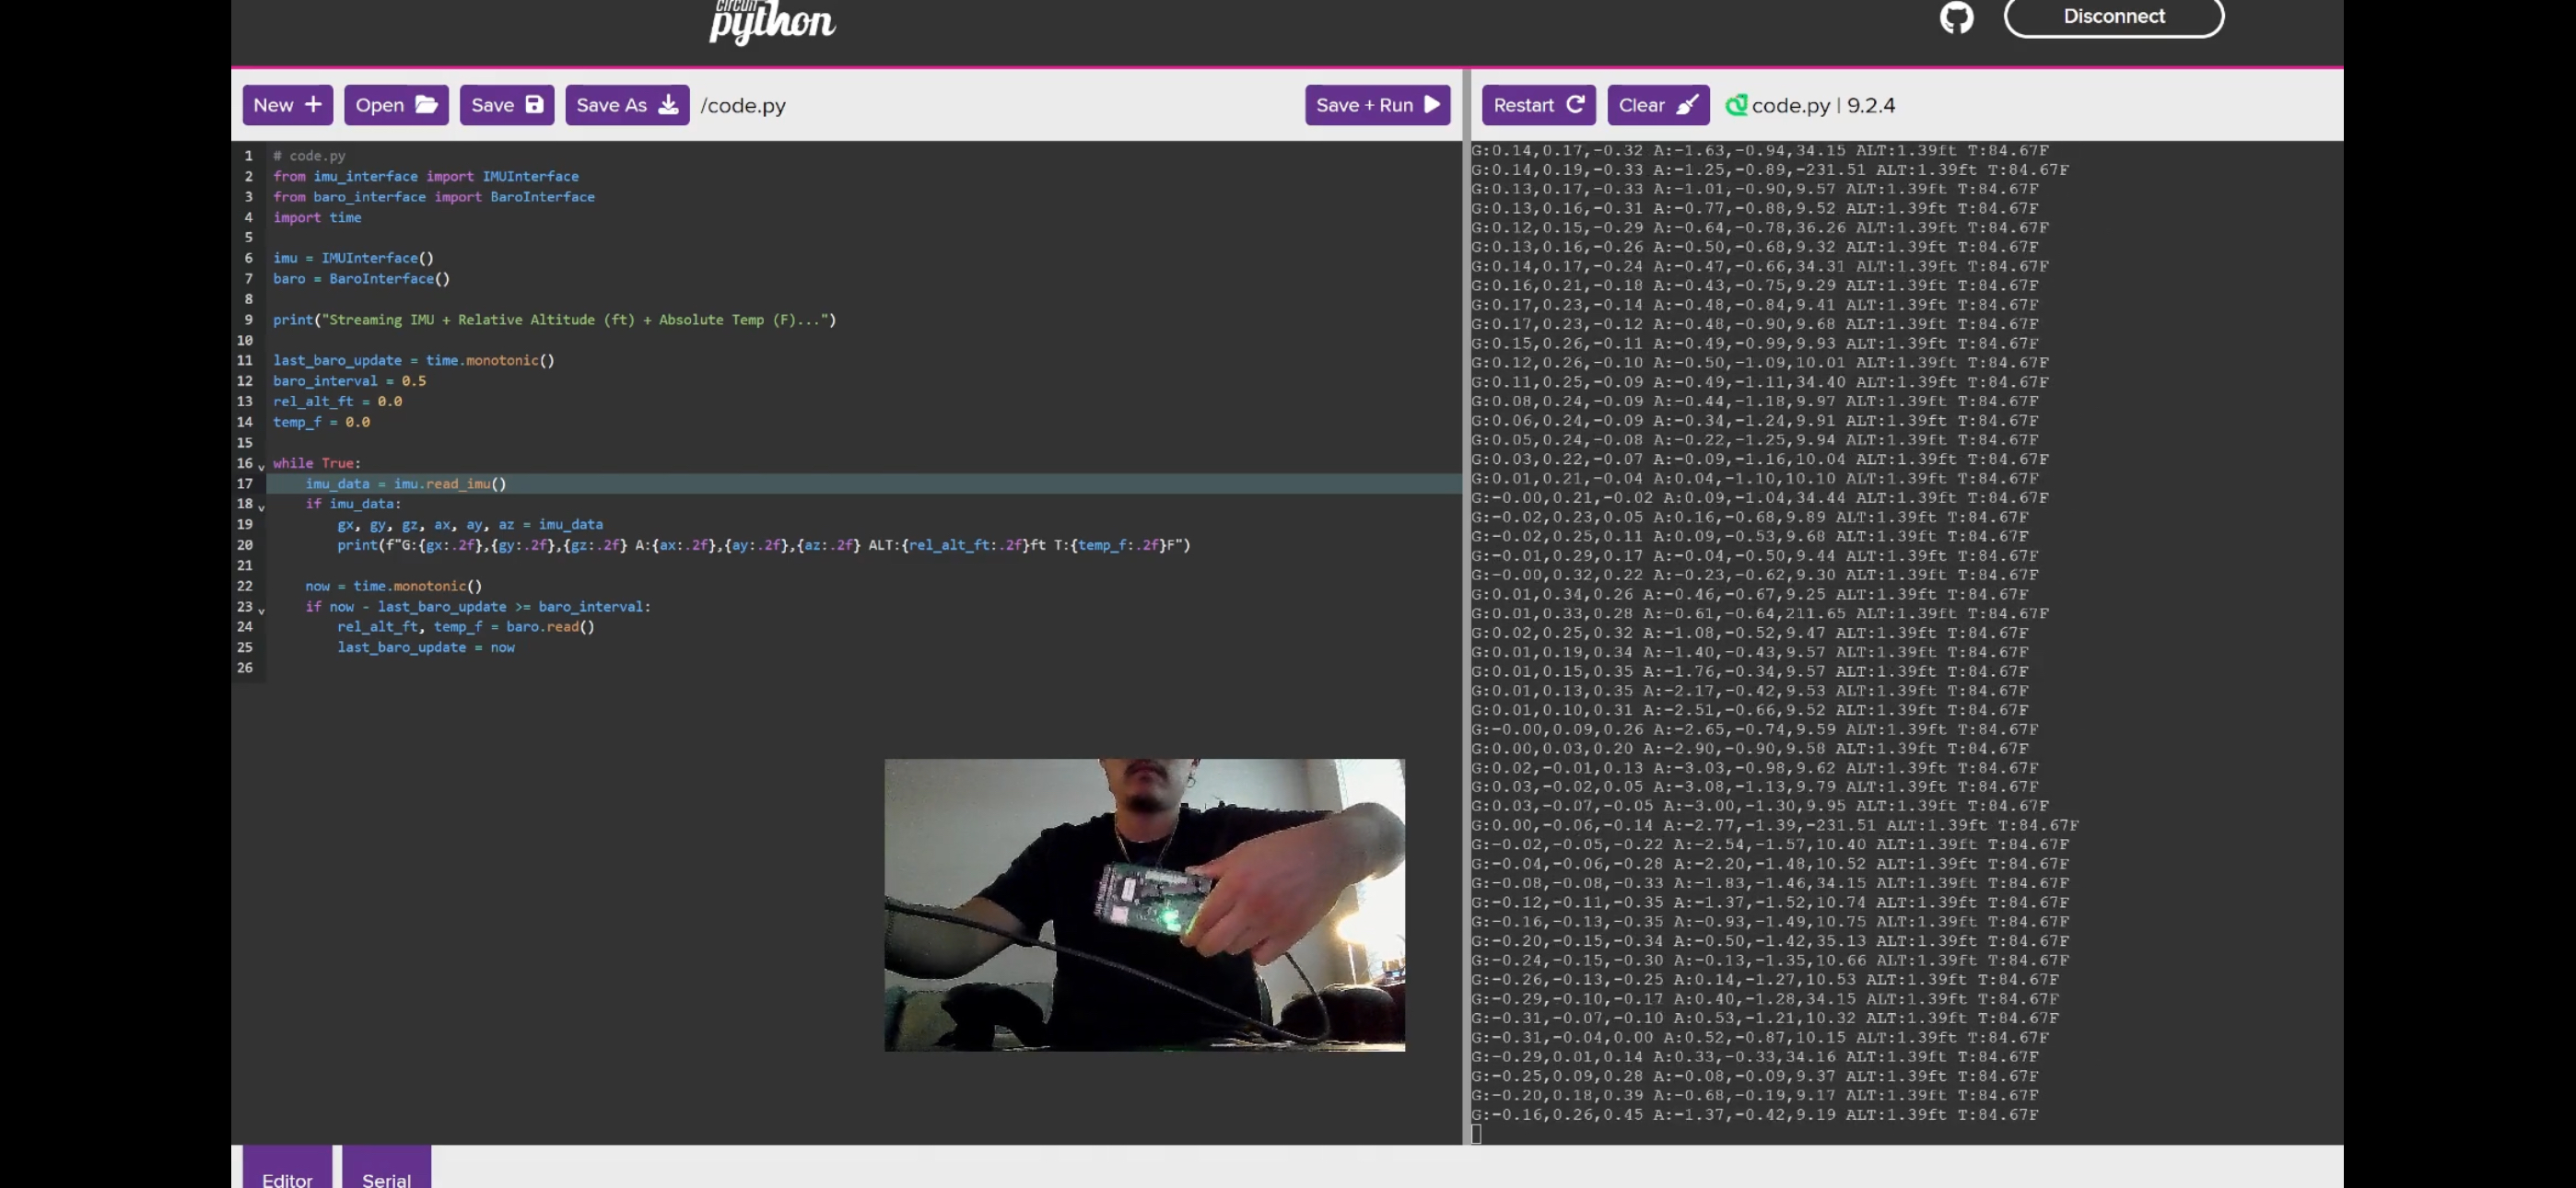 circuit
python
Disconnect
New +
Open
Save
Save As
/code.py
Save + Run
Restart
Clear
code.py | 9.2.4
1 # code.py
2 from imu_interface import IMUInterface
3 from baro_interface import BaroInterface
4 import time
5
6 imu = IMUInterface()
7 baro = BaroInterface()
8
9 print("Streaming IMU + Relative Altitude (ft) + Absolute Temp (F)...")
10
11 last_baro_update = time.monotonic()
12 baro_interval = 0.5
13 rel_alt_ft = 0.0
14 temp_f = 0.0
15
16 while True:
17 imu_data = imu.read_imu()
18 if imu_data:
19 gx, gy, gz, ax, ay, az = imu_data
20 print(f"G:{gx:.2f},{gy:.2f},{gz:.2f} A:{ax:.2f},{ay:.2f},{az:.2f} ALT:{rel_alt_ft:.2f}ft T:{temp_f:.2f}F")
21
22 now = time.monotonic()
23 if now - last_baro_update >= baro_interval:
24 rel_alt_ft, temp_f = baro.read()
25 last_baro_update = now
26
G:0.14,0.17,-0.32 A:-1.63,-0.94,34.15 ALT:1.39ft T:84.67F
G:0.14,0.19,-0.33 A:-1.25,-0.89,-231.51 ALT:1.39ft T:84.67F
G:0.13,0.17,-0.33 A:-1.01,-0.90,9.57 ALT:1.39ft T:84.67F
G:0.13,0.16,-0.31 A:-0.77,-0.88,9.52 ALT:1.39ft T:84.67F
G:0.12,0.15,-0.29 A:-0.64,-0.78,36.26 ALT:1.39ft T:84.67F
G:0.13,0.16,-0.26 A:-0.50,-0.68,9.32 ALT:1.39ft T:84.67F
G:0.14,0.17,-0.24 A:-0.47,-0.66,34.31 ALT:1.39ft T:84.67F
G:0.16,0.21,-0.18 A:-0.43,-0.75,9.29 ALT:1.39ft T:84.67F
G:0.17,0.23,-0.14 A:-0.48,-0.84,9.41 ALT:1.39ft T:84.67F
G:0.17,0.23,-0.12 A:-0.48,-0.90,9.68 ALT:1.39ft T:84.67F
G:0.15,0.26,-0.11 A:-0.49,-0.99,9.93 ALT:1.39ft T:84.67F
G:0.12,0.26,-0.10 A:-0.50,-1.09,10.01 ALT:1.39ft T:84.67F
G:0.11,0.25,-0.09 A:-0.49,-1.11,34.40 ALT:1.39ft T:84.67F
G:0.08,0.24,-0.09 A:-0.44,-1.18,9.97 ALT:1.39ft T:84.67F
G:0.06,0.24,-0.09 A:-0.34,-1.24,9.91 ALT:1.39ft T:84.67F
G:0.05,0.24,-0.08 A:-0.22,-1.25,9.94 ALT:1.39ft T:84.67F
G:0.03,0.22,-0.07 A:-0.09,-1.16,10.04 ALT:1.39ft T:84.67F
G:0.01,0.21,-0.04 A:0.04,-1.10,10.10 ALT:1.39ft T:84.67F
G:-0.00,0.21,-0.02 A:0.09,-1.04,34.44 ALT:1.39ft T:84.67F
G:-0.02,0.23,0.05 A:0.16,-0.68,9.89 ALT:1.39ft T:84.67F
G:-0.02,0.25,0.11 A:0.09,-0.53,9.68 ALT:1.39ft T:84.67F
G:-0.01,0.29,0.17 A:-0.04,-0.50,9.44 ALT:1.39ft T:84.67F
G:-0.00,0.32,0.22 A:-0.23,-0.62,9.30 ALT:1.39ft T:84.67F
G:0.01,0.34,0.26 A:-0.46,-0.67,9.25 ALT:1.39ft T:84.67F
G:0.01,0.33,0.28 A:-0.61,-0.64,211.65 ALT:1.39ft T:84.67F
G:0.02,0.25,0.32 A:-1.08,-0.52,9.47 ALT:1.39ft T:84.67F
G:0.01,0.19,0.34 A:-1.40,-0.43,9.57 ALT:1.39ft T:84.67F
G:0.01,0.15,0.35 A:-1.76,-0.34,9.57 ALT:1.39ft T:84.67F
G:0.01,0.13,0.35 A:-2.17,-0.42,9.53 ALT:1.39ft T:84.67F
G:0.01,0.10,0.31 A:-2.51,-0.66,9.52 ALT:1.39ft T:84.67F
G:-0.00,0.09,0.26 A:-2.65,-0.74,9.59 ALT:1.39ft T:84.67F
G:0.00,0.03,0.20 A:-2.90,-0.90,9.58 ALT:1.39ft T:84.67F
G:0.02,-0.01,0.13 A:-3.03,-0.98,9.62 ALT:1.39ft T:84.67F
G:0.03,-0.02,0.05 A:-3.08,-1.13,9.79 ALT:1.39ft T:84.67F
G:0.03,-0.07,-0.05 A:-3.00,-1.30,9.95 ALT:1.39ft T:84.67F
G:0.00,-0.06,-0.14 A:-2.77,-1.39,-231.51 ALT:1.39ft T:84.67F
G:-0.02,-0.05,-0.22 A:-2.54,-1.57,10.40 ALT:1.39ft T:84.67F
G:-0.04,-0.06,-0.28 A:-2.20,-1.48,10.52 ALT:1.39ft T:84.67F
G:-0.08,-0.08,-0.33 A:-1.83,-1.46,34.15 ALT:1.39ft T:84.67F
G:-0.12,-0.11,-0.35 A:-1.37,-1.52,10.74 ALT:1.39ft T:84.67F
G:-0.16,-0.13,-0.35 A:-0.93,-1.49,10.75 ALT:1.39ft T:84.67F
G:-0.20,-0.15,-0.34 A:-0.50,-1.42,35.13 ALT:1.39ft T:84.67F
G:-0.24,-0.15,-0.30 A:-0.13,-1.35,10.66 ALT:1.39ft T:84.67F
G:-0.26,-0.13,-0.25 A:0.14,-1.27,10.53 ALT:1.39ft T:84.67F
G:-0.29,-0.10,-0.17 A:0.40,-1.28,34.15 ALT:1.39ft T:84.67F
G:-0.31,-0.07,-0.10 A:0.53,-1.21,10.32 ALT:1.39ft T:84.67F
G:-0.31,-0.04,0.00 A:0.52,-0.87,10.15 ALT:1.39ft T:84.67F
G:-0.29,0.01,0.14 A:0.33,-0.33,34.16 ALT:1.39ft T:84.67F
G:-0.25,0.09,0.28 A:-0.08,-0.09,9.37 ALT:1.39ft T:84.67F
G:-0.20,0.18,0.39 A:-0.68,-0.19,9.17 ALT:1.39ft T:84.67F
G:-0.16,0.26,0.45 A:-1.37,-0.42,9.19 ALT:1.39ft T:84.67F
Editor
Serial